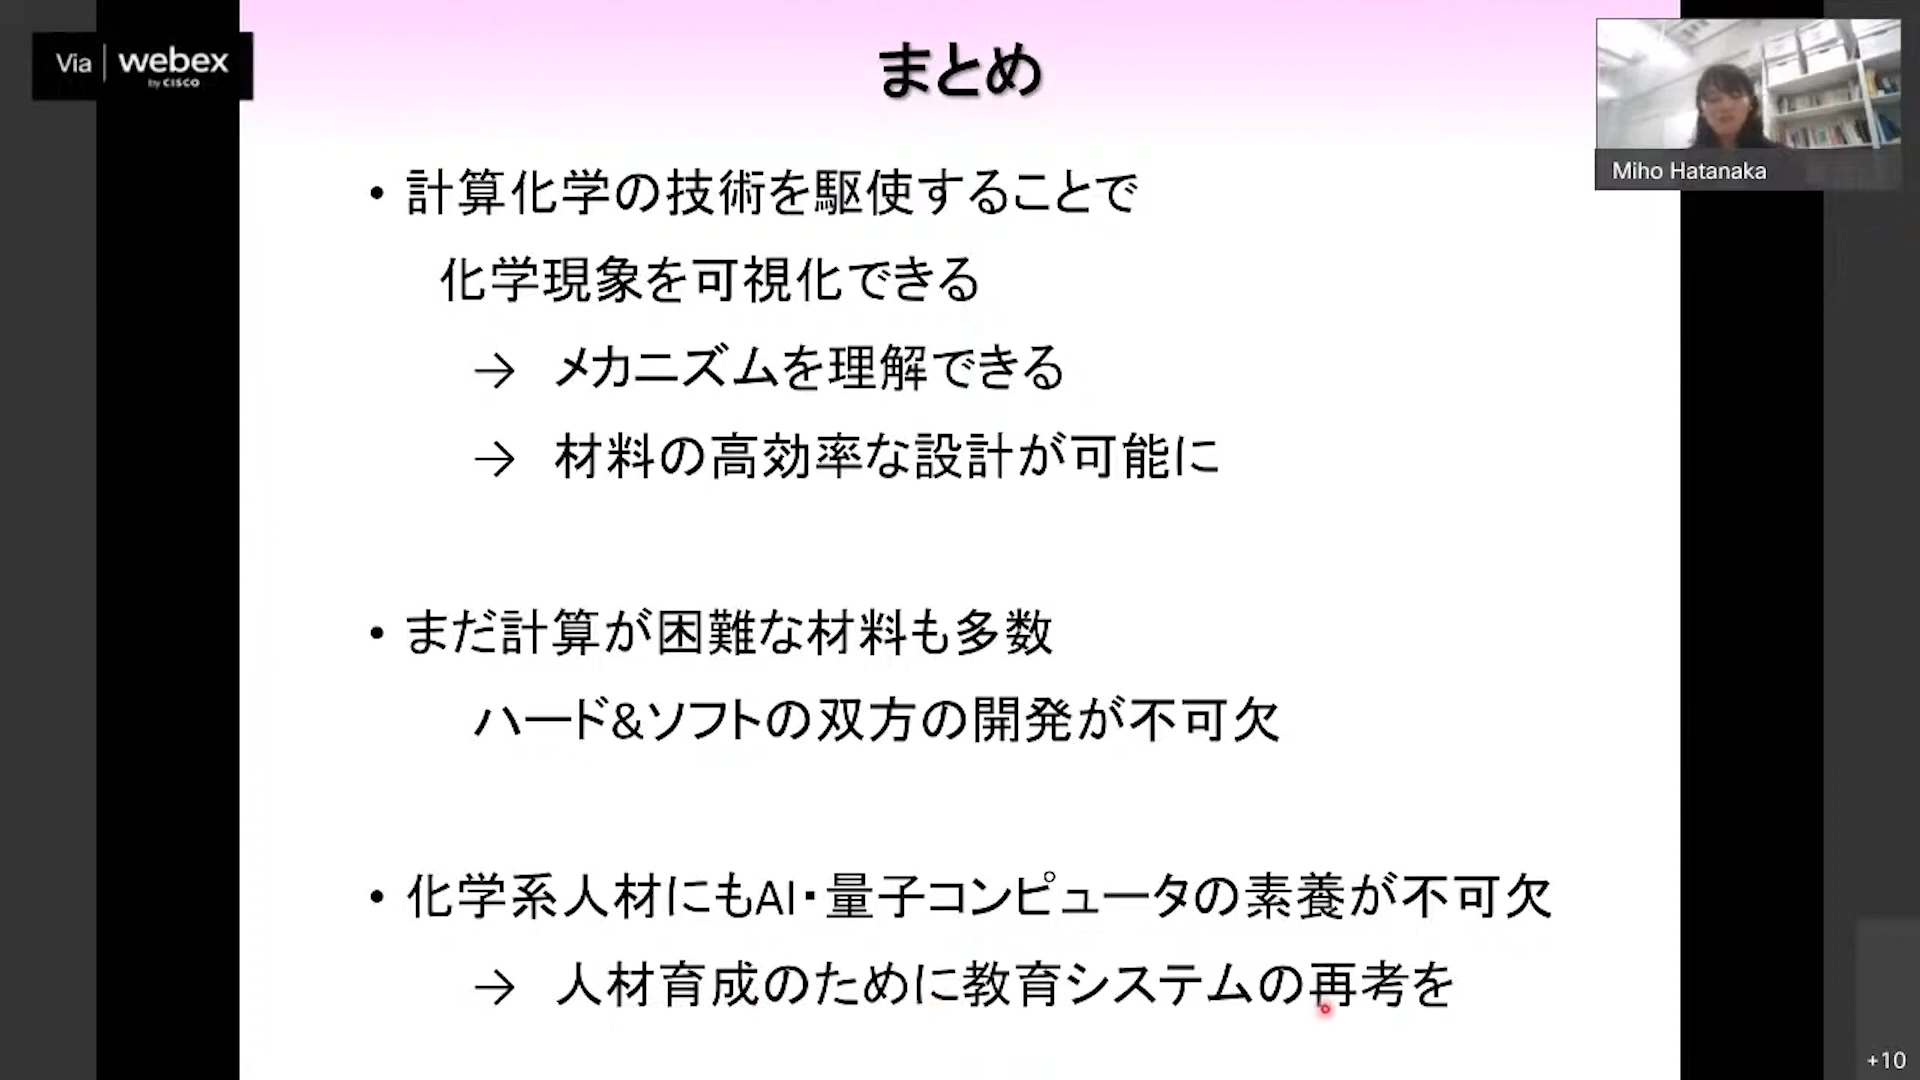 Via webex
by CISCO
まとめ
Miho Hatanaka
• 計算化学の技術を駆使することで
化学現象を可視化できる
→ メカニズムを理解できる
→ 材料の高効率な設計が可能に
• まだ計算が困難な材料も多数
ハード&ソフトの双方の開発が不可欠
• 化学系人材にもAI・量子コンピュータの素養が不可欠
→ 人材育成のために教育システムの再考を
+10